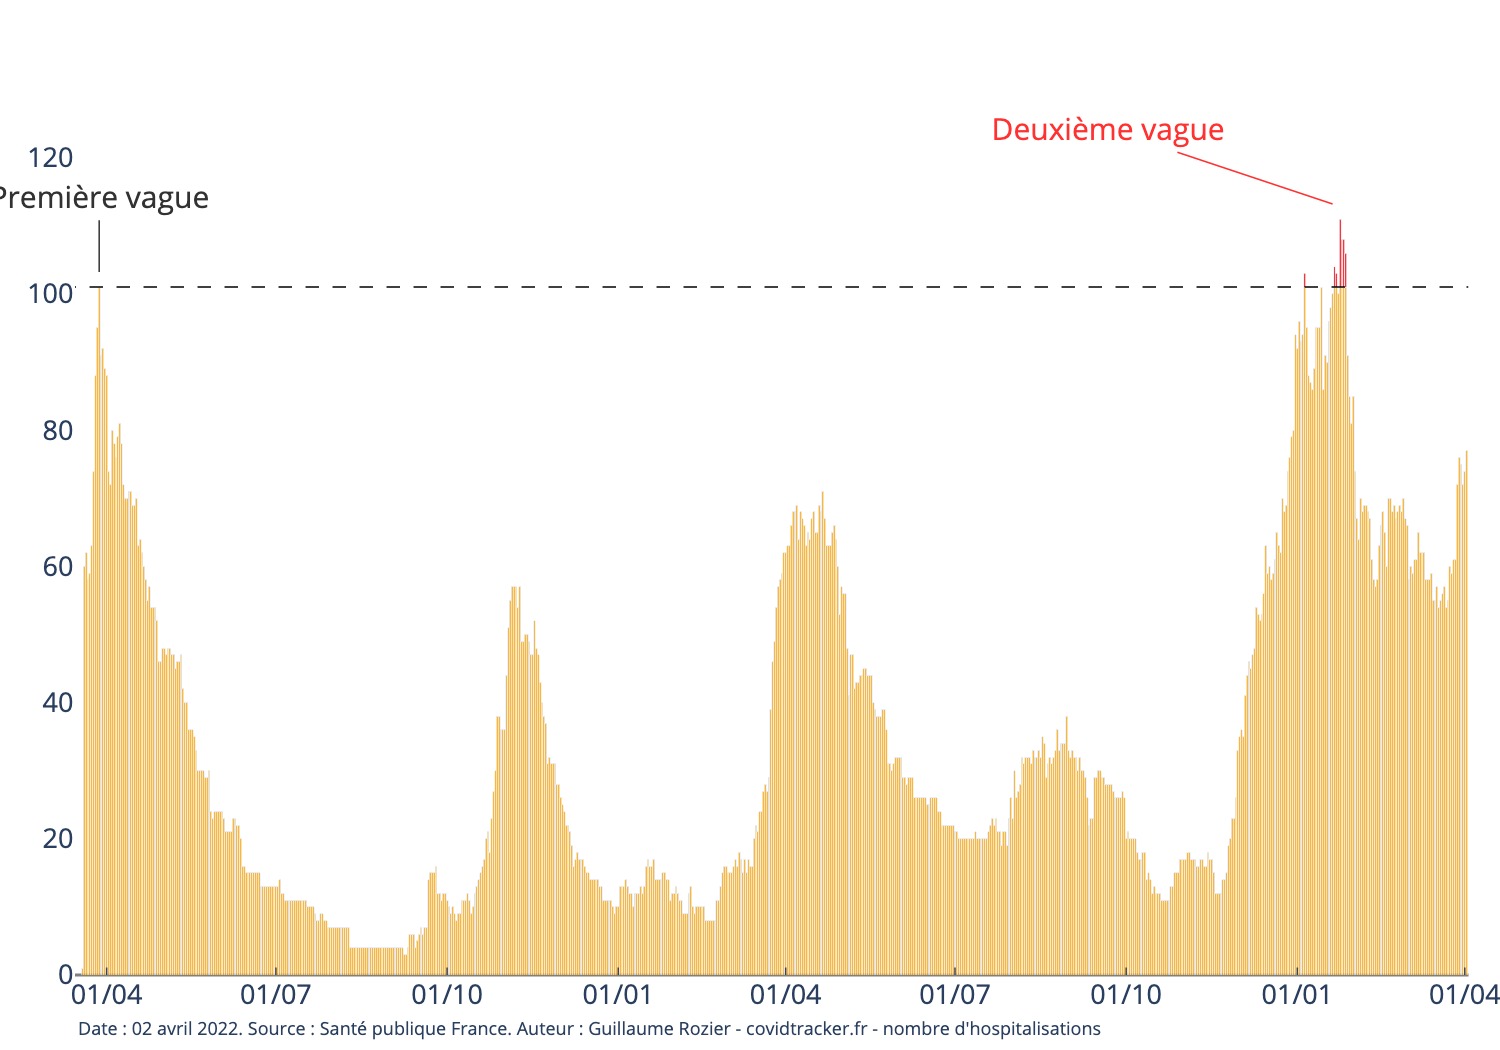 Deuxième vague
120
Première vague
100
80
60
40
20
0
01/04 01/07 01/10 01/01 01/04 01/07 01/10 01/01 01/04
Date : 02 avril 2022. Source : Santé publique France. Auteur : Guillaume Rozier - covidtracker.fr - nombre d'hospitalisations